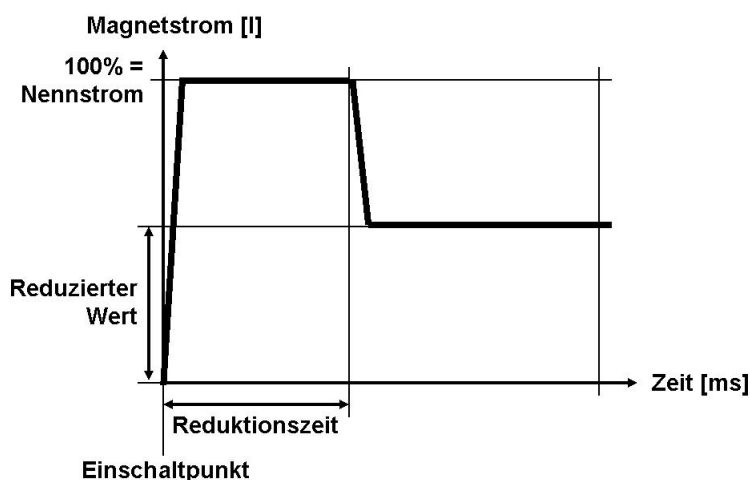 Magnetstrom [I]
100% =
Nennstrom
Reduzierter
Wert
Zeit [ms]
Reduktionszeit
Einschaltpunkt